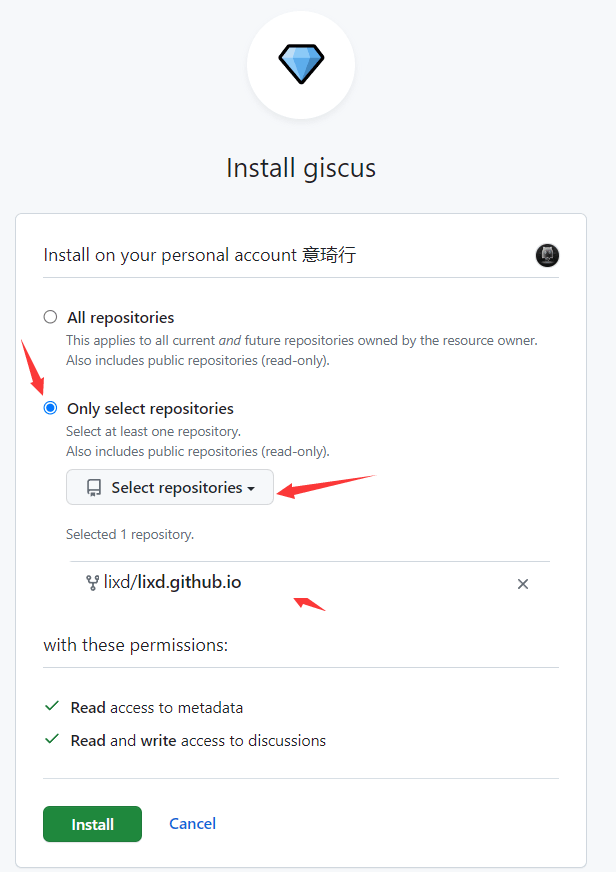 Install giscus
Install on your personal account 意琦行
All repositories
This applies to all current and future repositories owned by the resource owner.
Also includes public repositories (read-only).
Only select repositories
Select at least one repository.
Also includes public repositories (read-only).
Select repositories
Selected 1 repository.
lixd/lixd.github.io
with these permissions:
Read access to metadata
Read and write access to discussions
Install Cancel